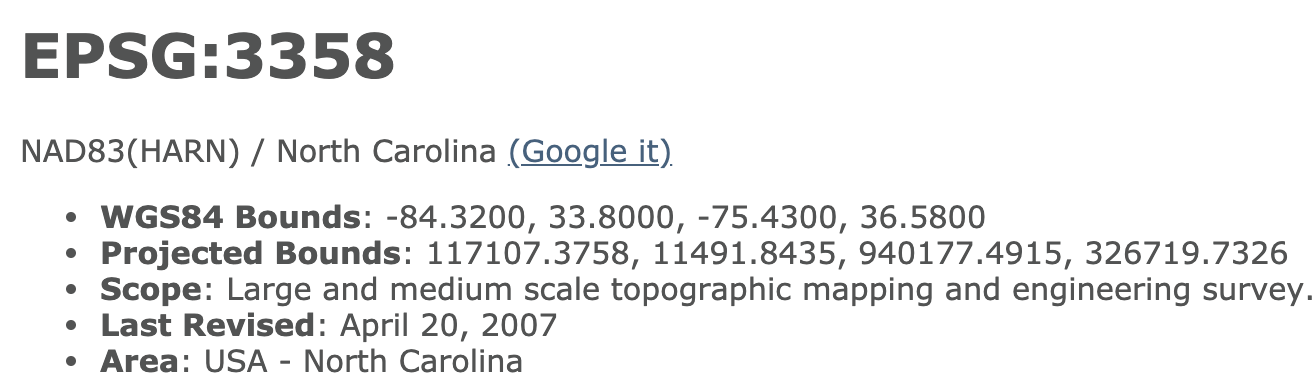 EPSG:3358
NAD83(HARN) / North Carolina (Google it)
• WGS84 Bounds: -84.3200, 33.8000, -75.4300, 36.5800
• Projected Bounds: 117107.3758, 11491.8435, 940177.4915, 326719.7326
• Scope: Large and medium scale topographic mapping and engineering survey.
• Last Revised: April 20, 2007
• Area: USA - North Carolina